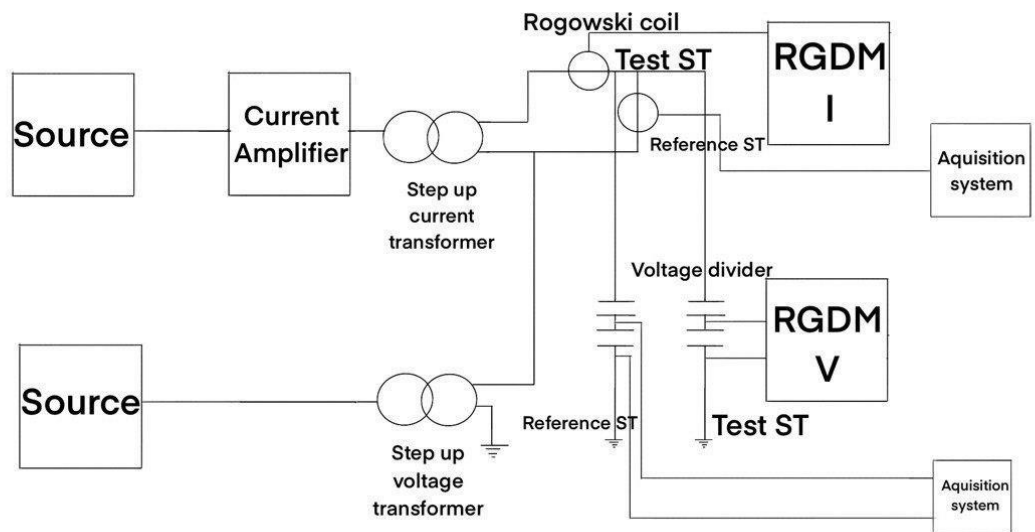 Rogowski coil
RGDM
I
Test ST
Source
Current
Amplifier
Reference ST
Aquisition
system
Step up
current
transformer
Voltage divider
RGDM
V
Source
Reference ST
Test ST
Step up
voltage
transformer
Aquisition
system